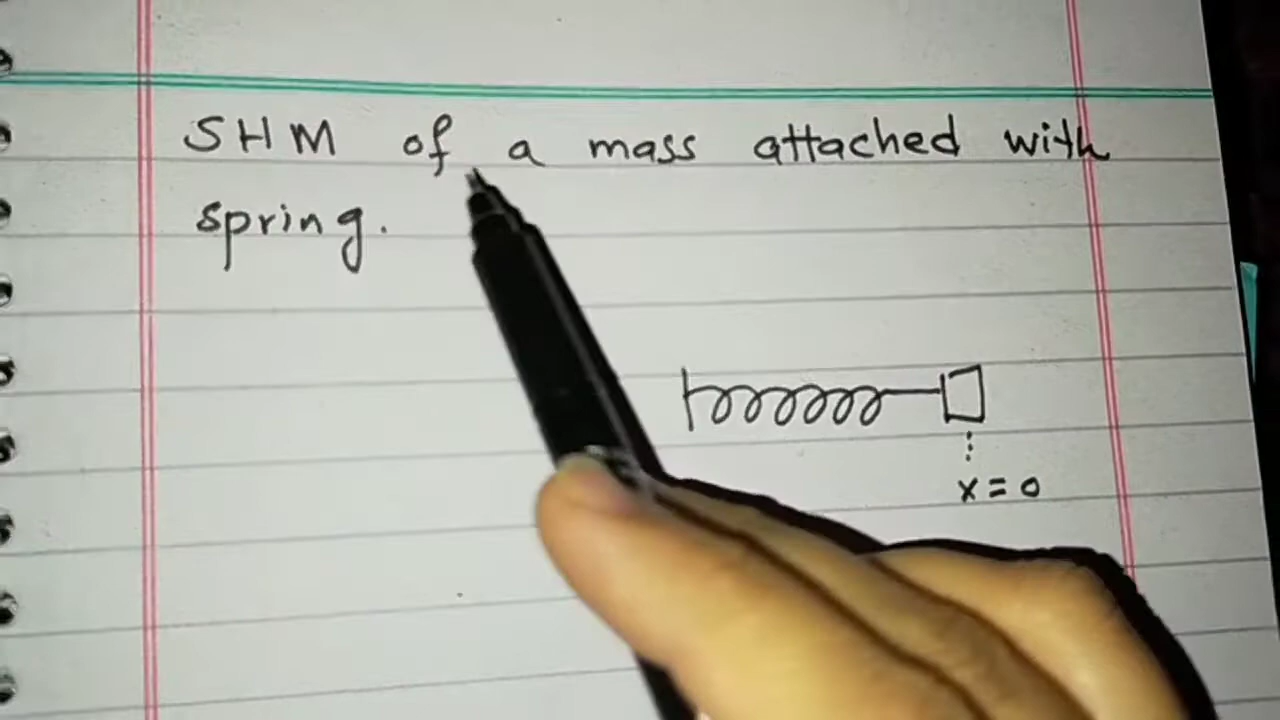 SHM of a mass attached with
spring.
x = 0